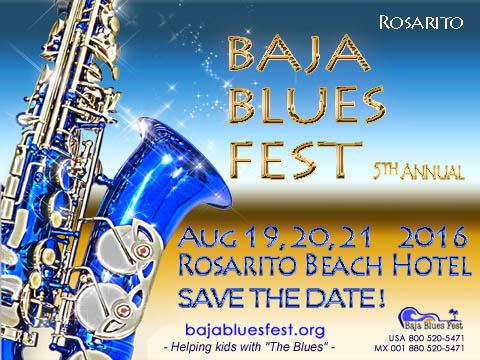 ROSARITO
BAJA
BLUES
FEST
5TH ANNUAL
AUG 19, 20, 21 2016
ROSARITO BEACH HOTEL
SAVE THE DATE!
bajabluesfest.org
- Helping kids with "The Blues" -
Baja Blues Fest
USA 800 520-5471
MX 001 880 520-5471